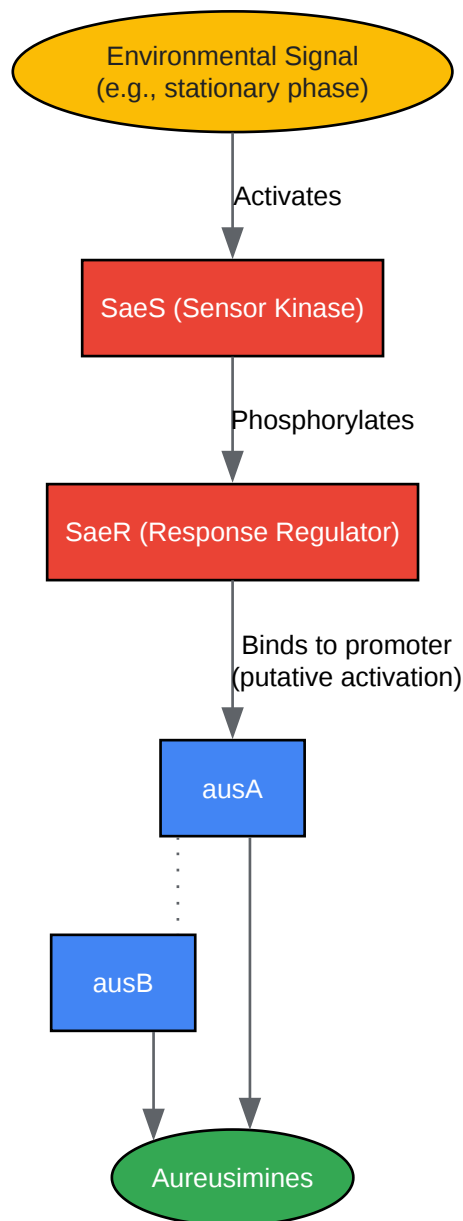 Environmental Signal
(e.g., stationary phase)
Activates
SaeS (Sensor Kinase)
Phosphorylates
SaeR (Response Regulator)
Binds to promoter
(putative activation)
ausA
ausB
Aureusimines